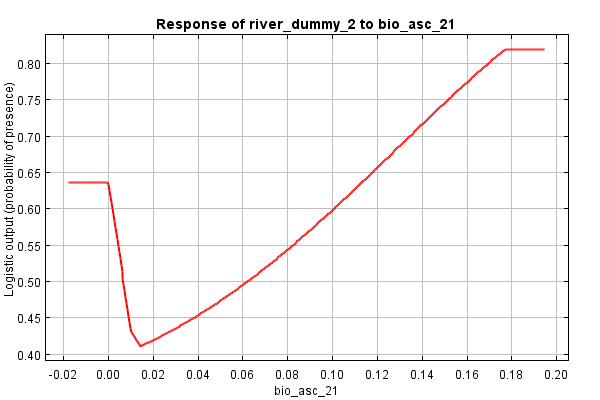 Response of river_dummy_2 to bio_asc_21
Logistic output (probability of presence)
0.80
0.75
0.70
0.65
0.60
0.55
0.50
0.45
0.40
-0.02 0.00 0.02 0.04 0.06 0.08 0.10 0.12 0.14 0.16 0.18 0.20
bio_asc_21